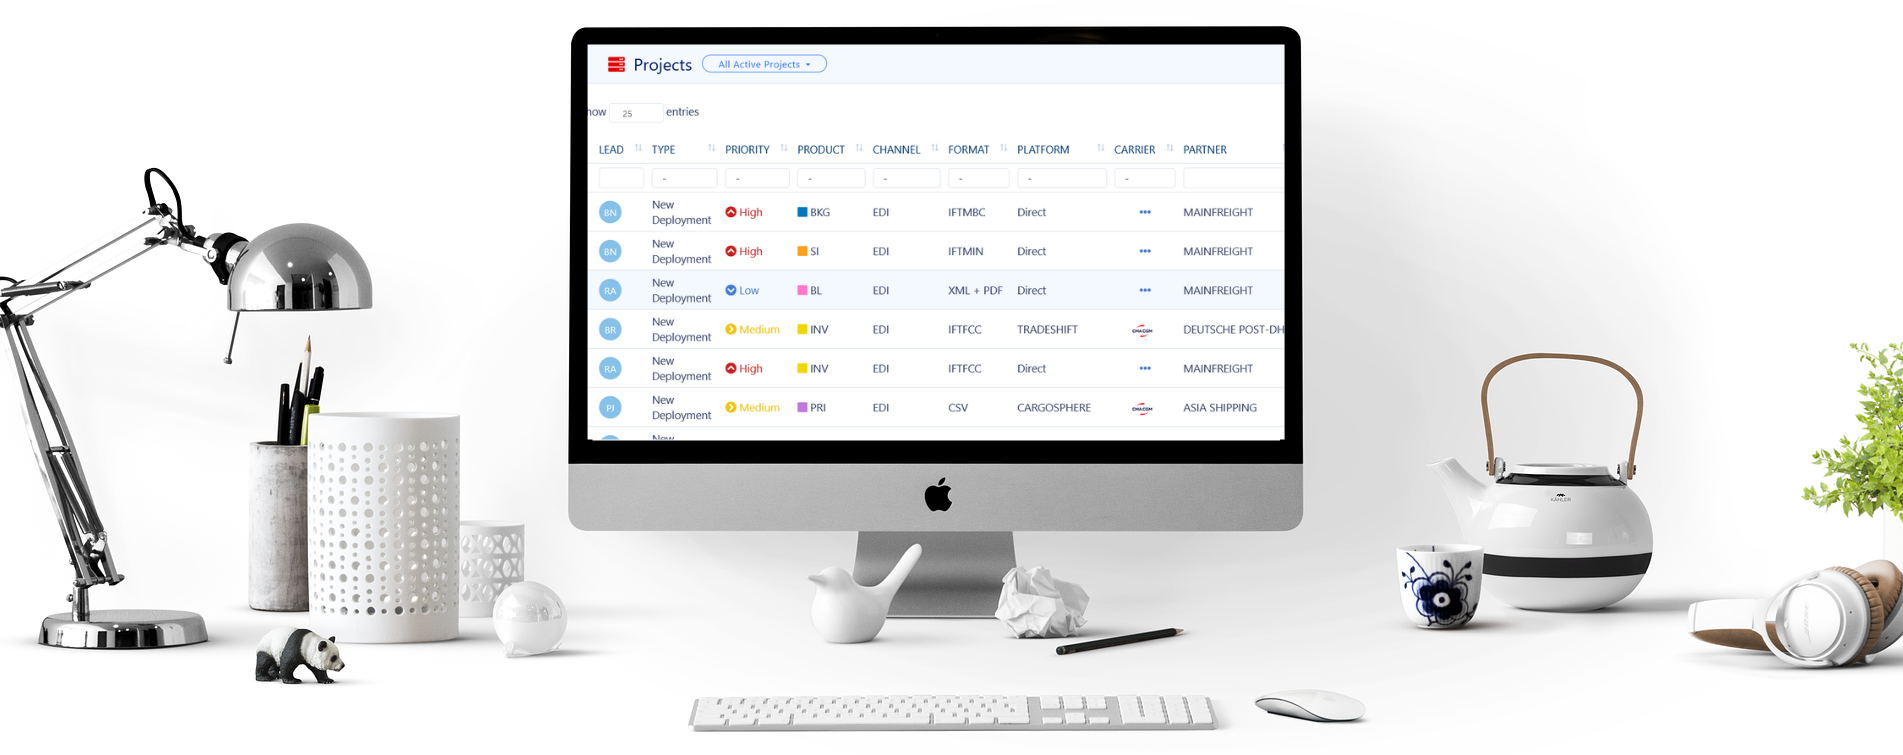 Projects All Active Projects
how 25 entries
LEAD TYPE PRIORITY PRODUCT CHANNEL FORMAT PLATFORM CARRIER PARTNER
- - - - - - -
BN New Deployment High BKG EDI IFTMBC Direct ••• MAINFREIGHT
BN New Deployment High SI EDI IFTMIN Direct ••• MAINFREIGHT
RA New Deployment Low BL EDI XML + PDF Direct ••• MAINFREIGHT
BR New Deployment Medium INV EDI IFTFCC TRADESHIFT CMA CGM DEUTSCHE POST-DH
RA New Deployment High INV EDI IFTFCC Direct ••• MAINFREIGHT
PJ New Deployment Medium PRI EDI CSV CARGOSPHERE CMA CGM ASIA SHIPPING
New
KÄHLER